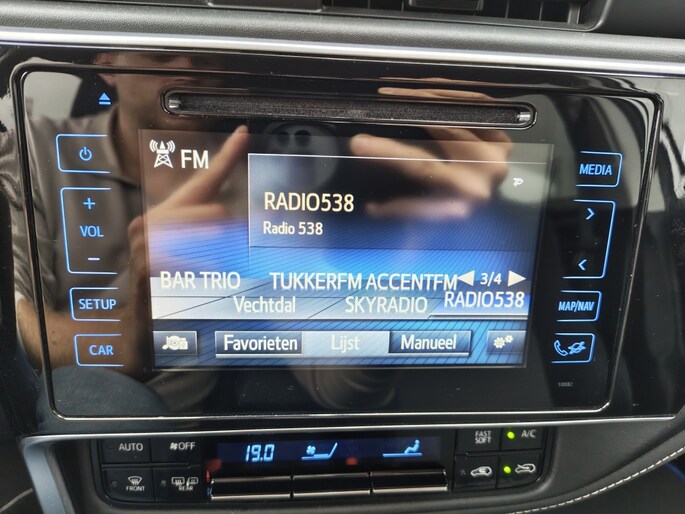 FM
MEDIA
RADIO538
Radio 538
+
VOL
−
BAR TRIO TUKKERFM ACCENTFM 3/4
Vechtdal SKYRADIO RADIO538
SETUP
MAP/NAV
Favorieten Lijst Manueel
CAR
100082
AUTO OFF
19.0
FAST
SOFT
A/C
FRONT
REAR